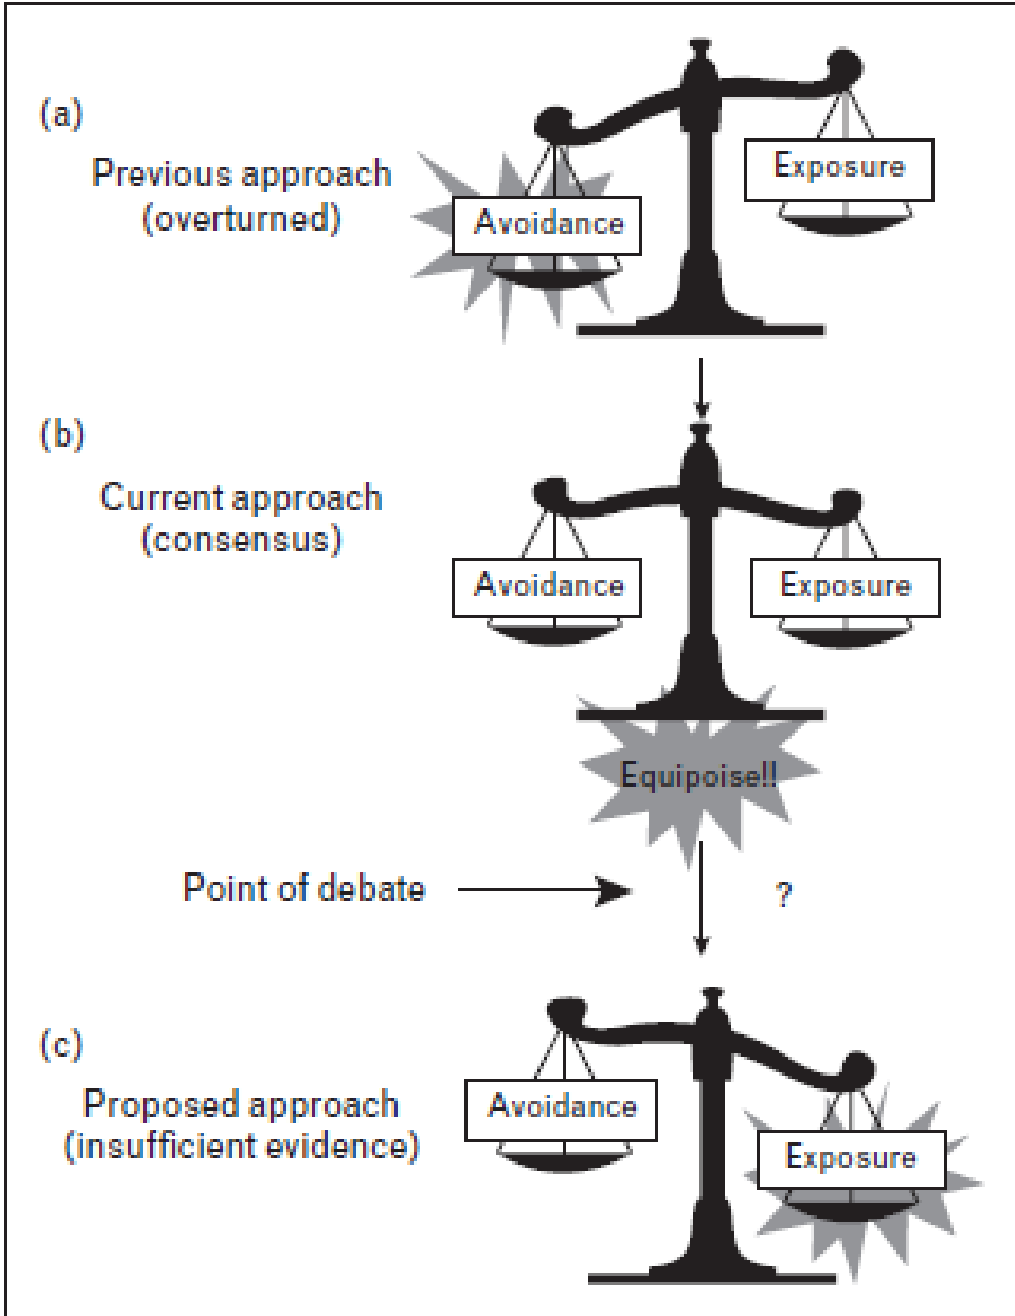 (a)
Previous approach
(overturned)
Avoidance
Exposure
(b)
Current approach
(consensus)
Avoidance
Exposure
Equipoise!!
Point of debate
?
(c)
Proposed approach
(insufficient evidence)
Avoidance
Exposure